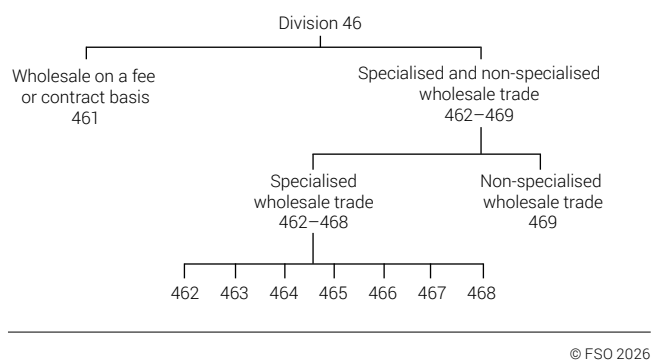 Division 46
Wholesale on a fee
or contract basis
461
Specialised and non-specialised
wholesale trade
462–469
Specialised
wholesale trade
462–468
Non-specialised
wholesale trade
469
462 463 464 465 466 467 468
© FSO 2026